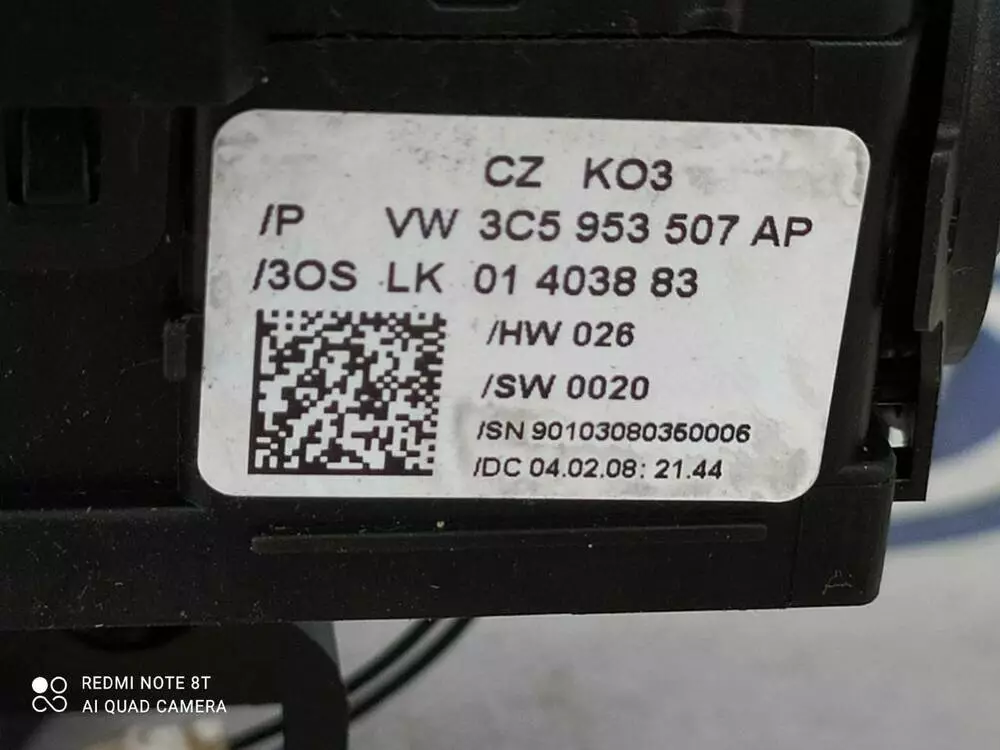 CZ KO3
/P VW 3C5 953 507 AP
/3OS LK 01 4038 83
/HW 026
/SW 0020
/SN 90103080350006
/DC 04.02.08: 21.44
REDMI NOTE 8T
AI QUAD CAMERA